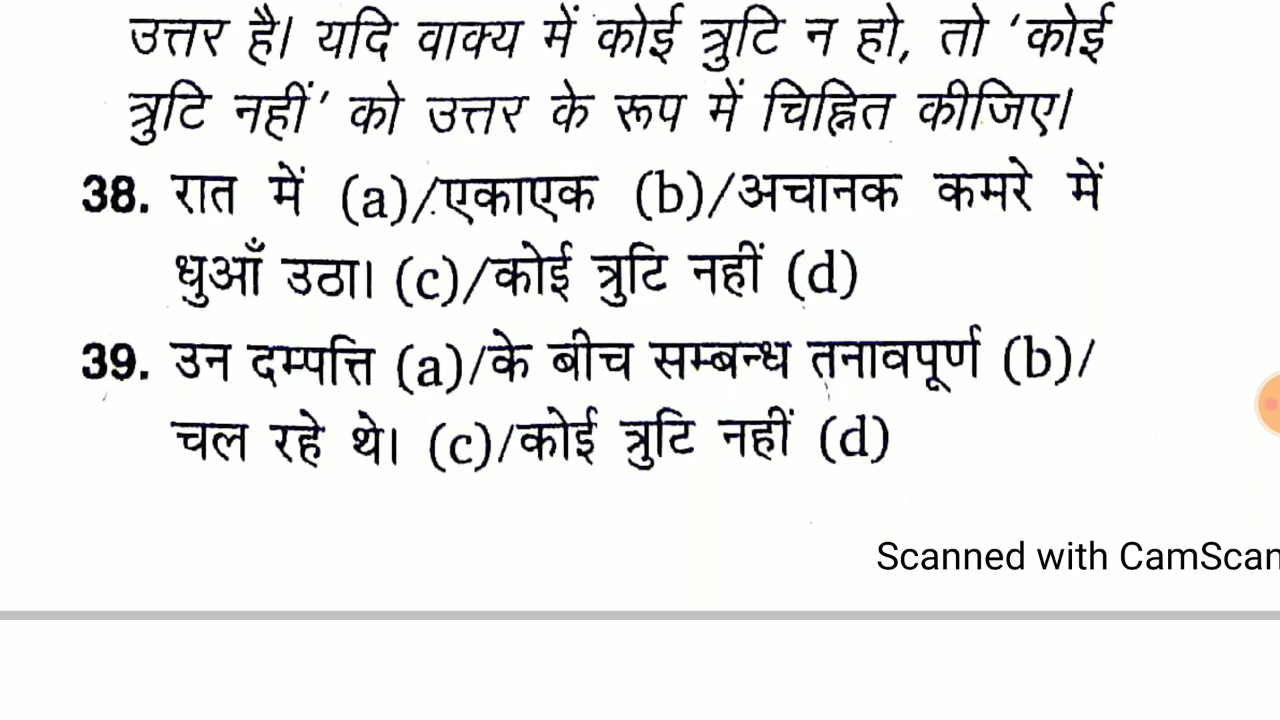 उत्तर है। यदि वाक्य में कोई त्रुटि न हो, तो ‘कोई
त्रुटि नहीं’ को उत्तर के रूप में चिह्नित कीजिए।
38. रात में (a)/एकाएक (b)/अचानक कमरे में
धुआँ उठा। (c)/कोई त्रुटि नहीं (d)
39. उन दम्पत्ति (a)/के बीच सम्बन्ध तनावपूर्ण (b)/
चल रहे थे। (c)/कोई त्रुटि नहीं (d)
Scanned with CamScan